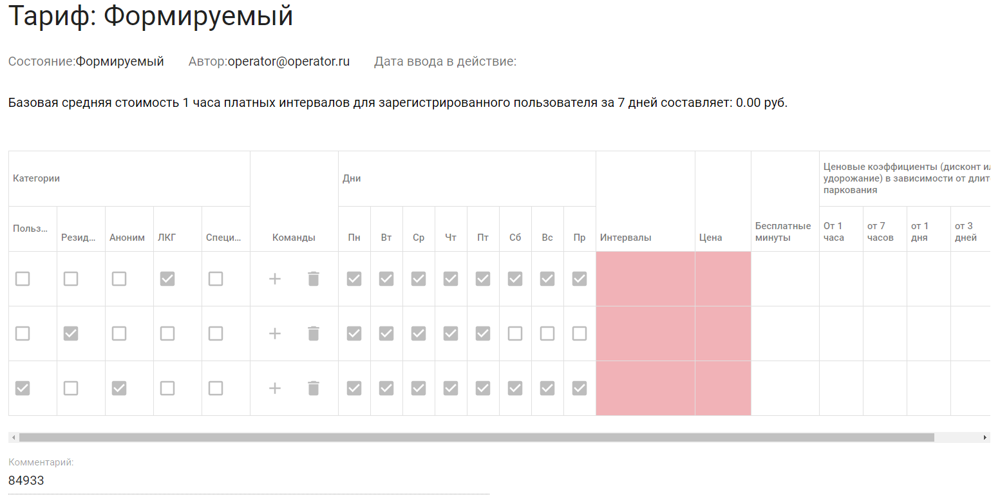 Тариф: Формируемый
Состояние:Формируемый Автор:operator@operator.ru Дата ввода в действие:
Базовая средняя стоимость 1 часа платных интервалов для зарегистрированного пользователя за 7 дней составляет: 0.00 руб.
Категории
Дни
Ценовые коэффициенты (дисконт ил
удорожание) в зависимости от длит
паркования
Польз... Резид... Аноним ЛКГ Специ... Команды Пн Вт Ср Чт Пт Сб Вс Пр Интервалы Цена
Бесплатные
минуты
От 1
часа
от 7
часов
от 1
дня
от 3
дней
Комментарий:
84933